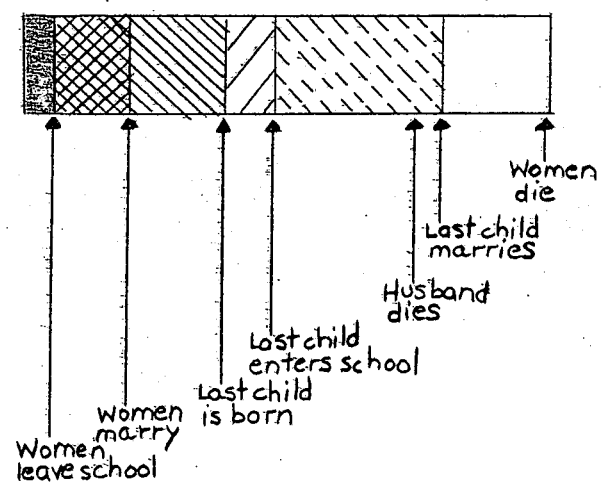 Women
die
Last child
marries
Husband
dies
Last child
enters school
Last child
is born
Women
marry
Women
leave school